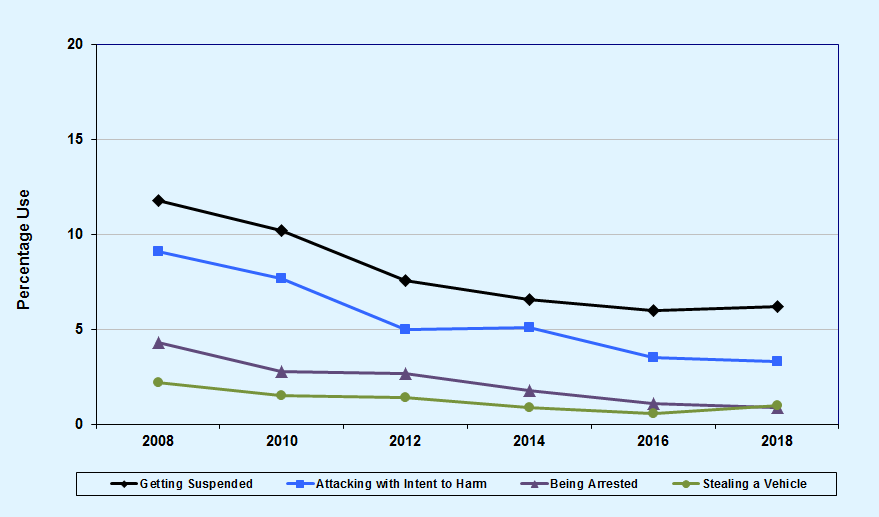 20
15
10
5
0
Percentage Use
2008 2010 2012 2014 2016 2018
Getting Suspended Attacking with Intent to Harm Being Arrested Stealing a Vehicle